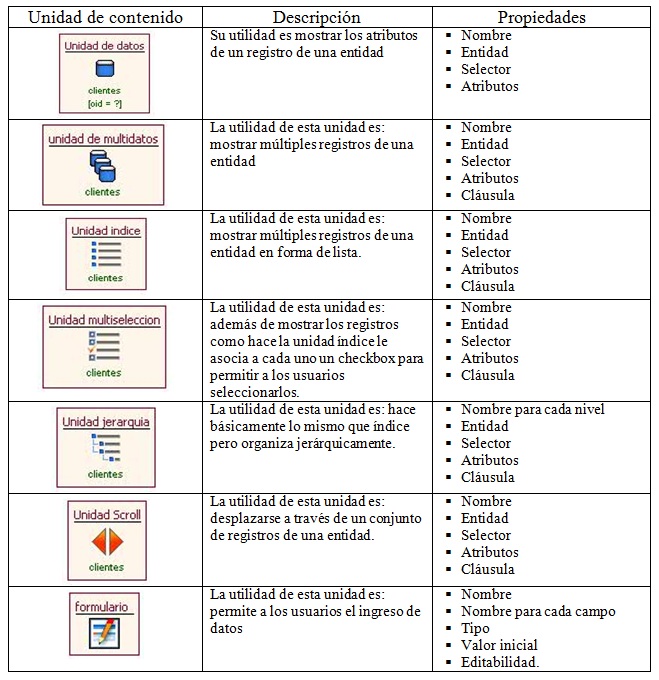 Unidad de contenido
Descripción
Propiedades
Unidad de datos
clientes
[oid = ?]
Su utilidad es mostrar los atributos
de un registro de una entidad
▪ Nombre
▪ Entidad
▪ Selector
▪ Atributos
unidad de multidatos
clientes
La utilidad de esta unidad es:
mostrar múltiples registros de una
entidad
▪ Nombre
▪ Entidad
▪ Selector
▪ Atributos
▪ Cláusula
Unidad indice
clientes
La utilidad de esta unidad es:
mostrar múltiples registros de una
entidad en forma de lista.
▪ Nombre
▪ Entidad
▪ Selector
▪ Atributos
▪ Cláusula
Unidad multiseleccion
clientes
La utilidad de esta unidad es:
además de mostrar los registros
como hace la unidad índice le
asocia a cada uno un checkbox para
permitir a los usuarios
seleccionarlos.
▪ Nombre
▪ Entidad
▪ Selector
▪ Atributos
▪ Cláusula
Unidad jerarquia
clientes
La utilidad de esta unidad es: hace
básicamente lo mismo que índice
pero organiza jerárquicamente.
▪ Nombre para cada nivel
▪ Entidad
▪ Selector
▪ Atributos
▪ Cláusula
Unidad Scroll
clientes
La utilidad de esta unidad es:
desplazarse a través de un conjunto
de registros de una entidad.
▪ Nombre
▪ Entidad
▪ Selector
▪ Atributos
▪ Cláusula
formulario
La utilidad de esta unidad es:
permite a los usuarios el ingreso de
datos
▪ Nombre
▪ Nombre para cada campo
▪ Tipo
▪ Valor inicial
▪ Editabilidad.